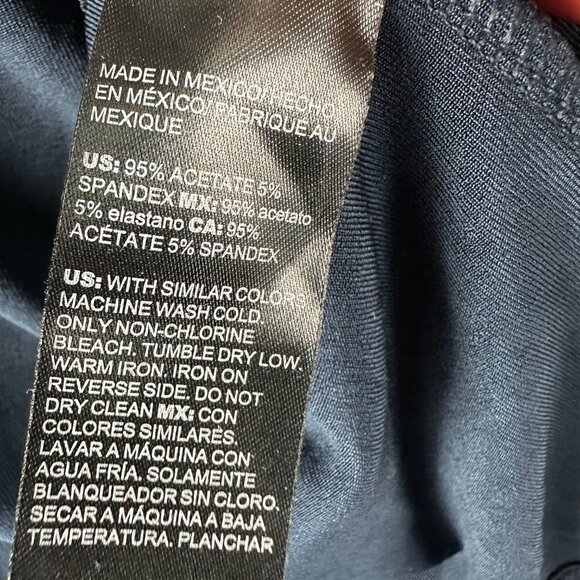 MADE IN MEXICO/ HECHO
EN MÉXICO/ FABRIQUÉ AU
MEXIQUE
US: 95% ACETATE 5%
SPANDEX MX: 95% acetato
5% elastano CA: 95%
ACÉTATE 5% SPANDEX
US: WITH SIMILAR COLORS
MACHINE WASH COLD.
ONLY NON-CHLORINE
BLEACH. TUMBLE DRY LOW.
WARM IRON. IRON ON
REVERSE SIDE. DO NOT
DRY CLEAN MX: CON
COLORES SIMILARES.
LAVAR A MÁQUINA CON
AGUA FRÍA. SOLAMENTE
BLANQUEADOR SIN CLORO.
SECAR A MÁQUINA A BAJA
TEMPERATURA. PLANCHAR